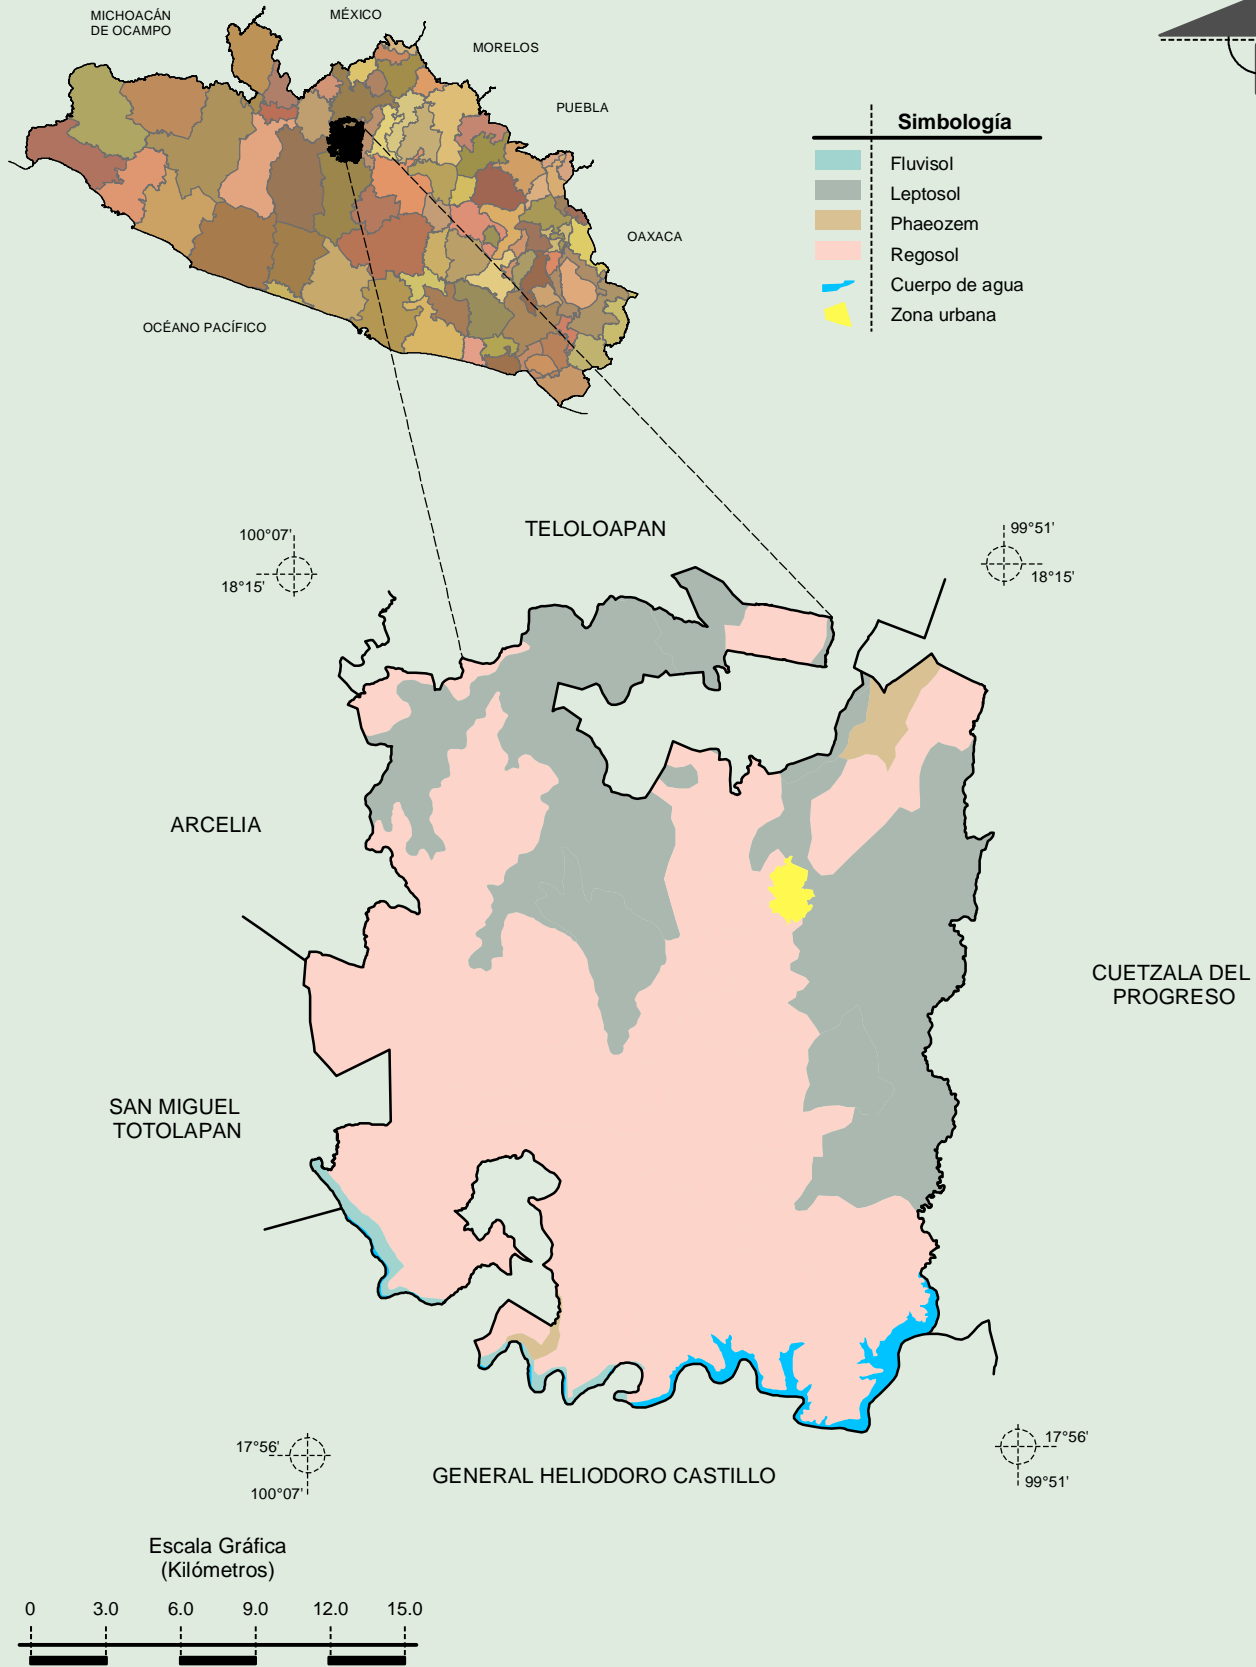 MICHOACÁN
DE OCAMPO
MÉXICO
MORELOS
PUEBLA
OAXACA
OCÉANO PACÍFICO
Simbología
Fluvisol
Leptosol
Phaeozem
Regosol
Cuerpo de agua
Zona urbana
TELOLOAPAN
100°07'
18°15'
99°51'
18°15'
ARCELIA
CUETZALA DEL
PROGRESO
SAN MIGUEL
TOTOLAPAN
17°56'
100°07'
17°56'
99°51'
GENERAL HELIODORO CASTILLO
Escala Gráfica
(Kilómetros)
0 3.0 6.0 9.0 12.0 15.0